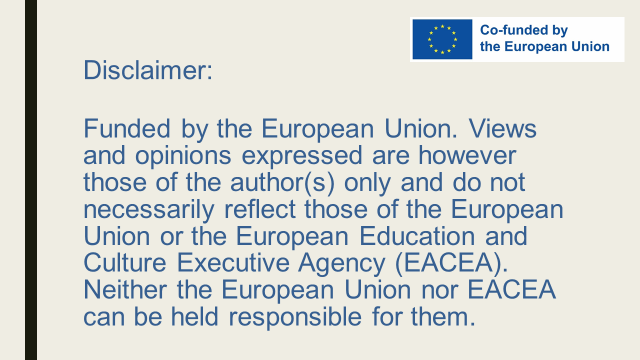 Co-funded by
the European Union
Disclaimer:
Funded by the European Union. Views
and opinions expressed are however
those of the author(s) only and do not
necessarily reflect those of the European
Union or the European Education and
Culture Executive Agency (EACEA).
Neither the European Union nor EACEA
can be held responsible for them.